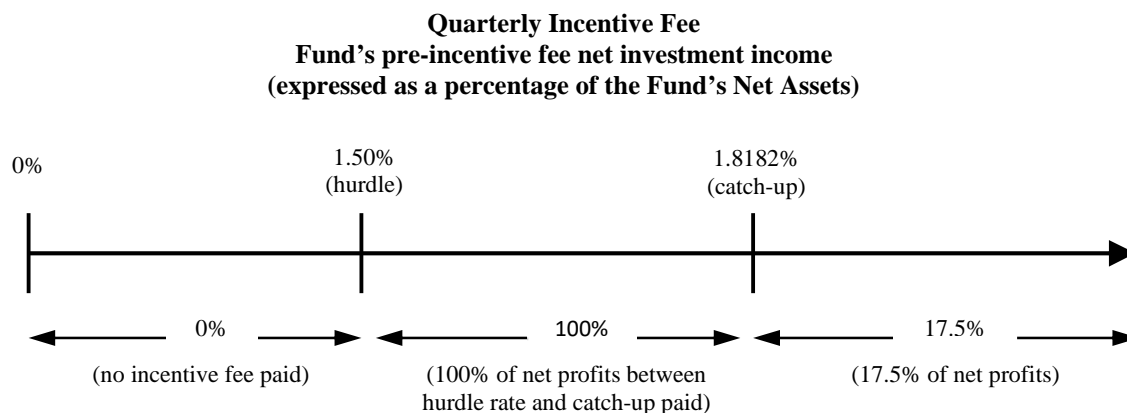 Quarterly Incentive Fee
Fund’s pre-incentive fee net investment income
(expressed as a percentage of the Fund’s Net Assets)
0%
1.50%
(hurdle)
1.8182%
(catch-up)
0%
100%
17.5%
(no incentive fee paid)
(100% of net profits between
hurdle rate and catch-up paid)
(17.5% of net profits)